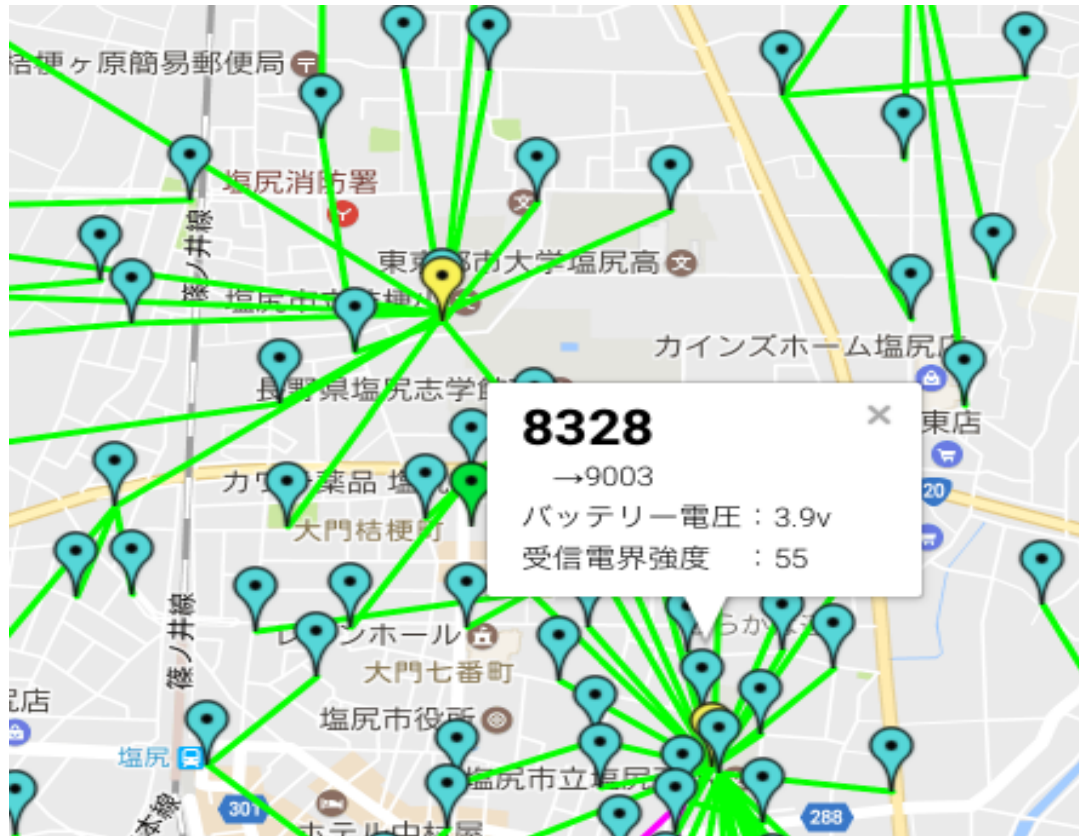 桔梗ヶ原簡易郵便局
塩尻消防署
篠ノ井線
大学塩尻高
カインズホーム塩尻店
長野県塩尻志学館
8328
→9003
東店
バッテリー電圧：3.9v
20
受信電界強度 ：55
大門桔梗町
篠ノ井線
大門七番町
塩尻市役所
塩尻
塩尻市立塩尻
301
本線
288
ホテル中村屋